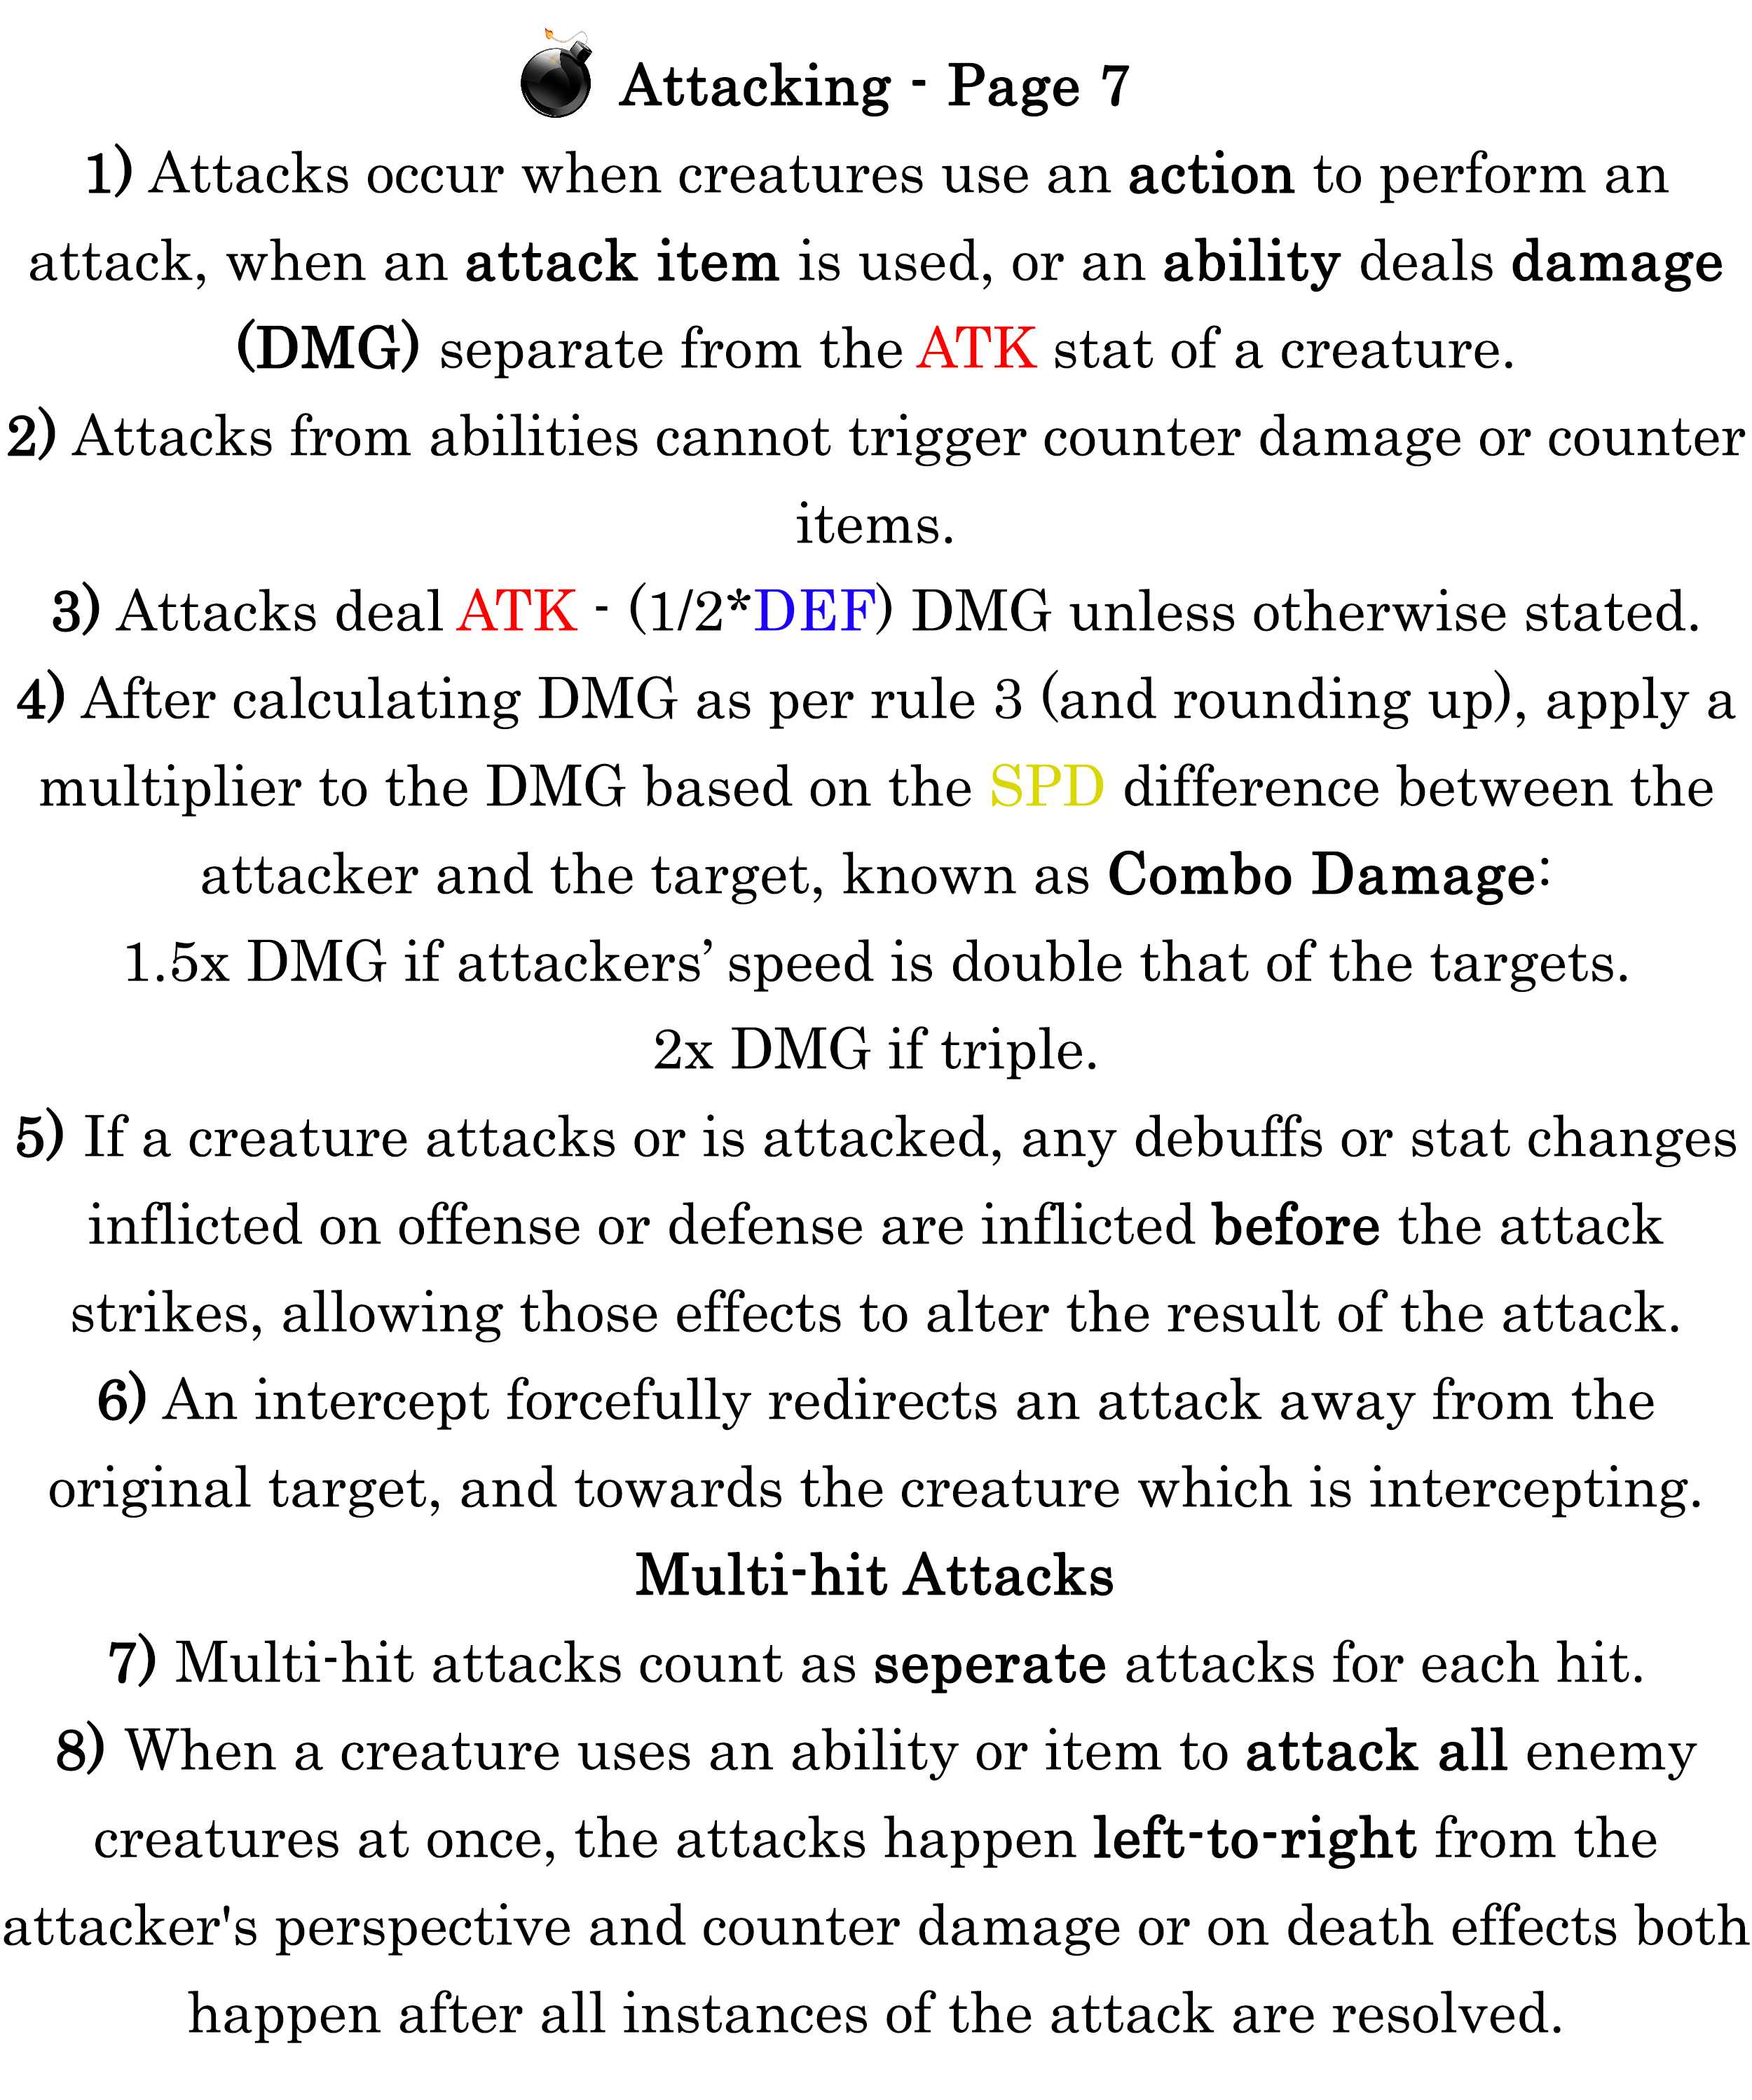 Attacking - Page 7
1) Attacks occur when creatures use an action to perform an
attack, when an attack item is used, or an ability deals damage
(DMG) separate from the ATK stat of a creature.
2) Attacks from abilities cannot trigger counter damage or counter
items.
3) Attacks deal ATK - (1/2*DEF) DMG unless otherwise stated.
4) After calculating DMG as per rule 3 (and rounding up), apply a
multiplier to the DMG based on the SPD difference between the
attacker and the target, known as Combo Damage:
1.5x DMG if attackers’ speed is double that of the targets.
2x DMG if triple.
5) If a creature attacks or is attacked, any debuffs or stat changes
inflicted on offense or defense are inflicted before the attack
strikes, allowing those effects to alter the result of the attack.
6) An intercept forcefully redirects an attack away from the
original target, and towards the creature which is intercepting.
Multi-hit Attacks
7) Multi-hit attacks count as seperate attacks for each hit.
8) When a creature uses an ability or item to attack all enemy
creatures at once, the attacks happen left-to-right from the
attacker's perspective and counter damage or on death effects both
happen after all instances of the attack are resolved.